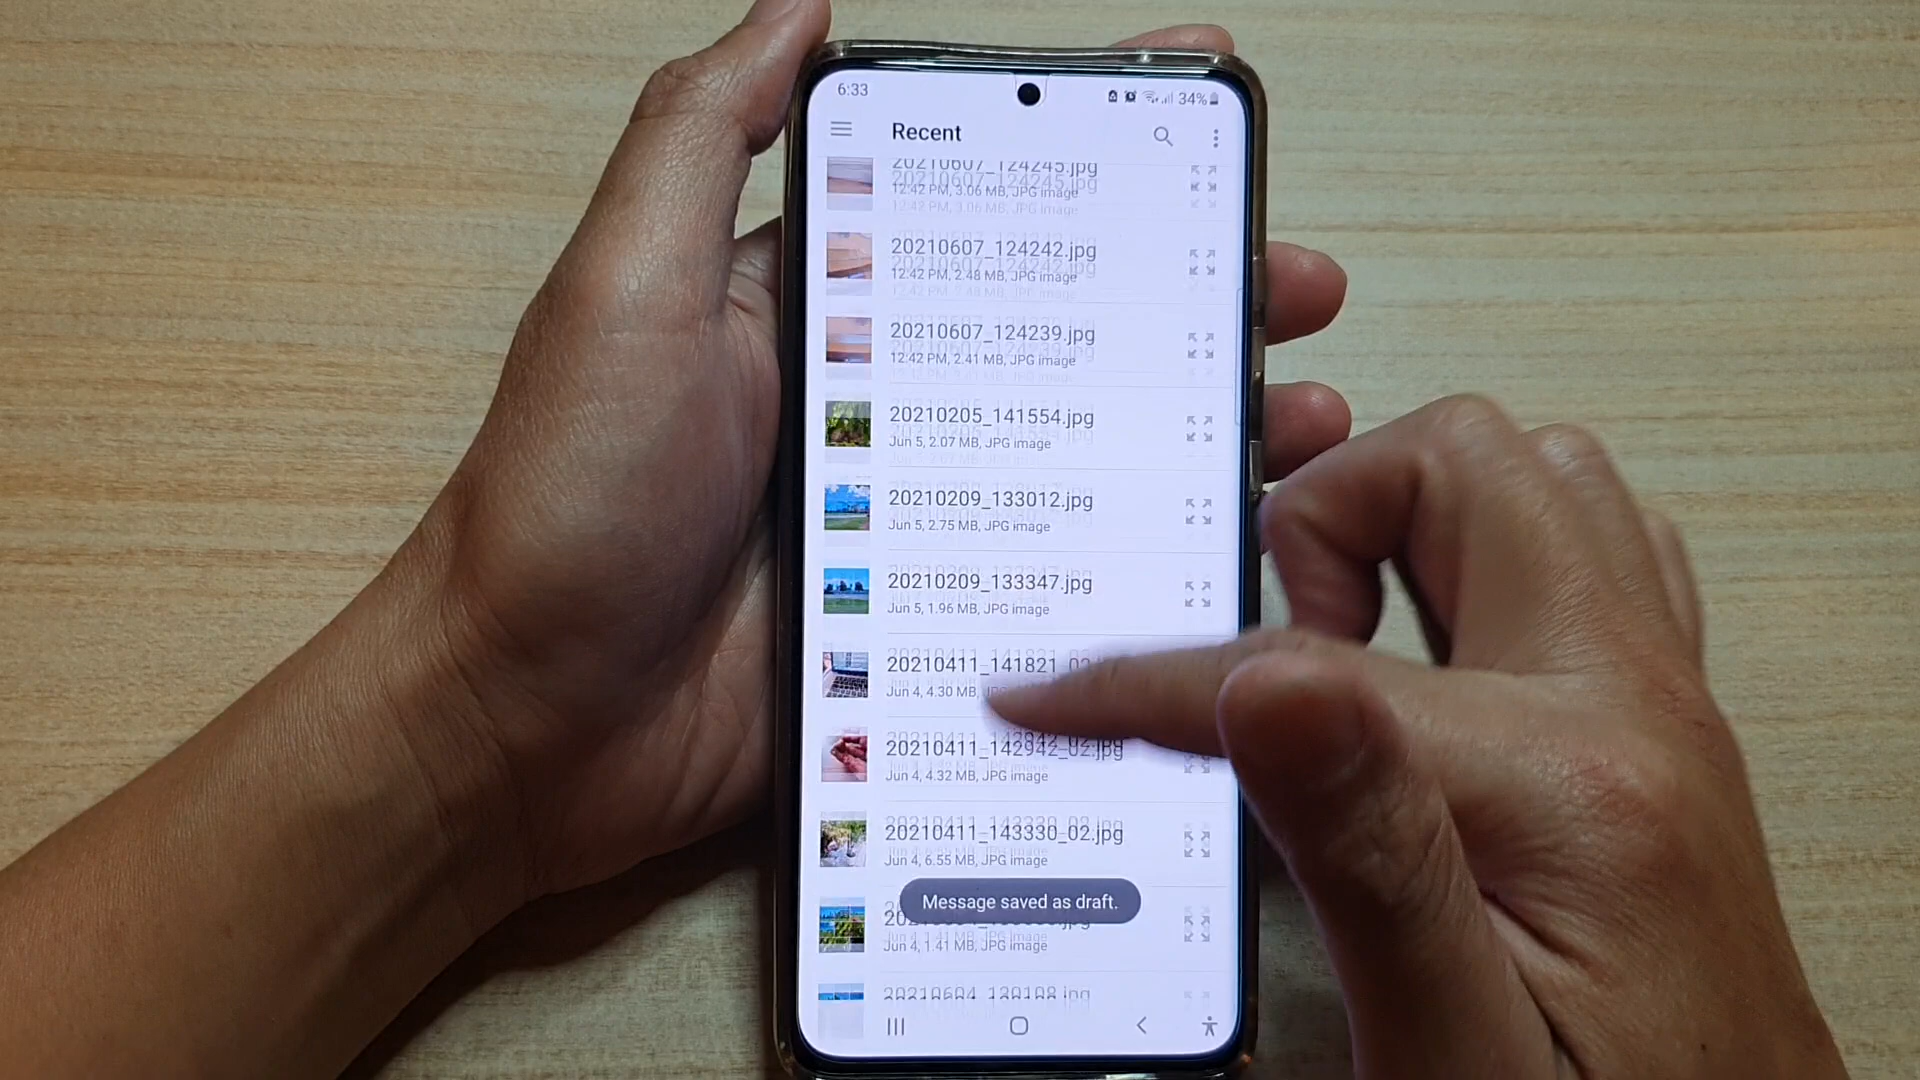 6:33
34%
Recent
20210607_124245.jpg
12:42 PM, 3.06 MB, JPG image
20210607_124242.jpg
12:42 PM, 2.48 MB, JPG image
20210607_124239.jpg
12:42 PM, 2.41 MB, JPG image
20210205_141554.jpg
Jun 5, 2.07 MB, JPG image
20210209_133012.jpg
Jun 5, 2.75 MB, JPG image
20210209_133347.jpg
Jun 5, 1.96 MB, JPG image
20210411_141821_02.jpg
Jun 4, 4.30 MB,
20210411_142942_02.jpg
Jun 4, 4.32 MB, JPG image
20210411_143330_02.jpg
Jun 4, 6.55 MB, JPG image
Message saved as draft.
Jun 4, 1.41 MB, JPG image
20210604_130108.jpg